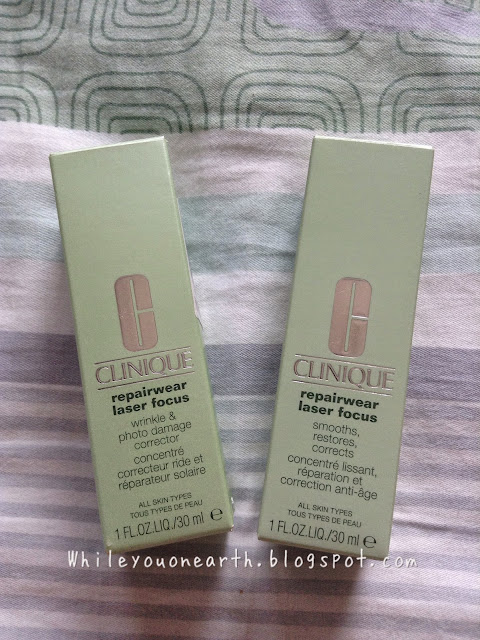 CLINIQUE
repairwear
laser focus
wrinkle &
photo damage
corrector
concentré
correcteur ride et
réparateur solaire
ALL SKIN TYPES
TOUS TYPES DE PEAU
1 FL.OZ.LIQ./30 ml ℮
CLINIQUE
repairwear
laser focus
smooths,
restores,
corrects
concentré lissant,
réparation et
correction anti-âge
ALL SKIN TYPES
TOUS TYPES DE PEAU
1 FL.OZ.LIQ./30 ml ℮
Whileyouonearth.blogspot.com